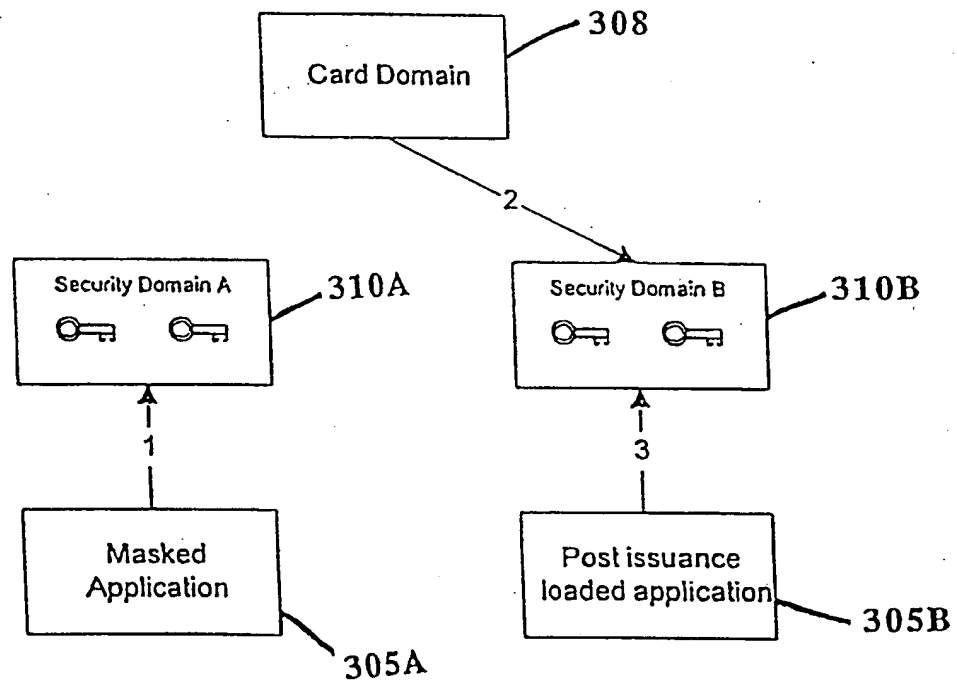 308
Card Domain
2
Security Domain A
310A
Security Domain B
310B
1
3
Masked
Application
305A
Post issuance
loaded application
305B